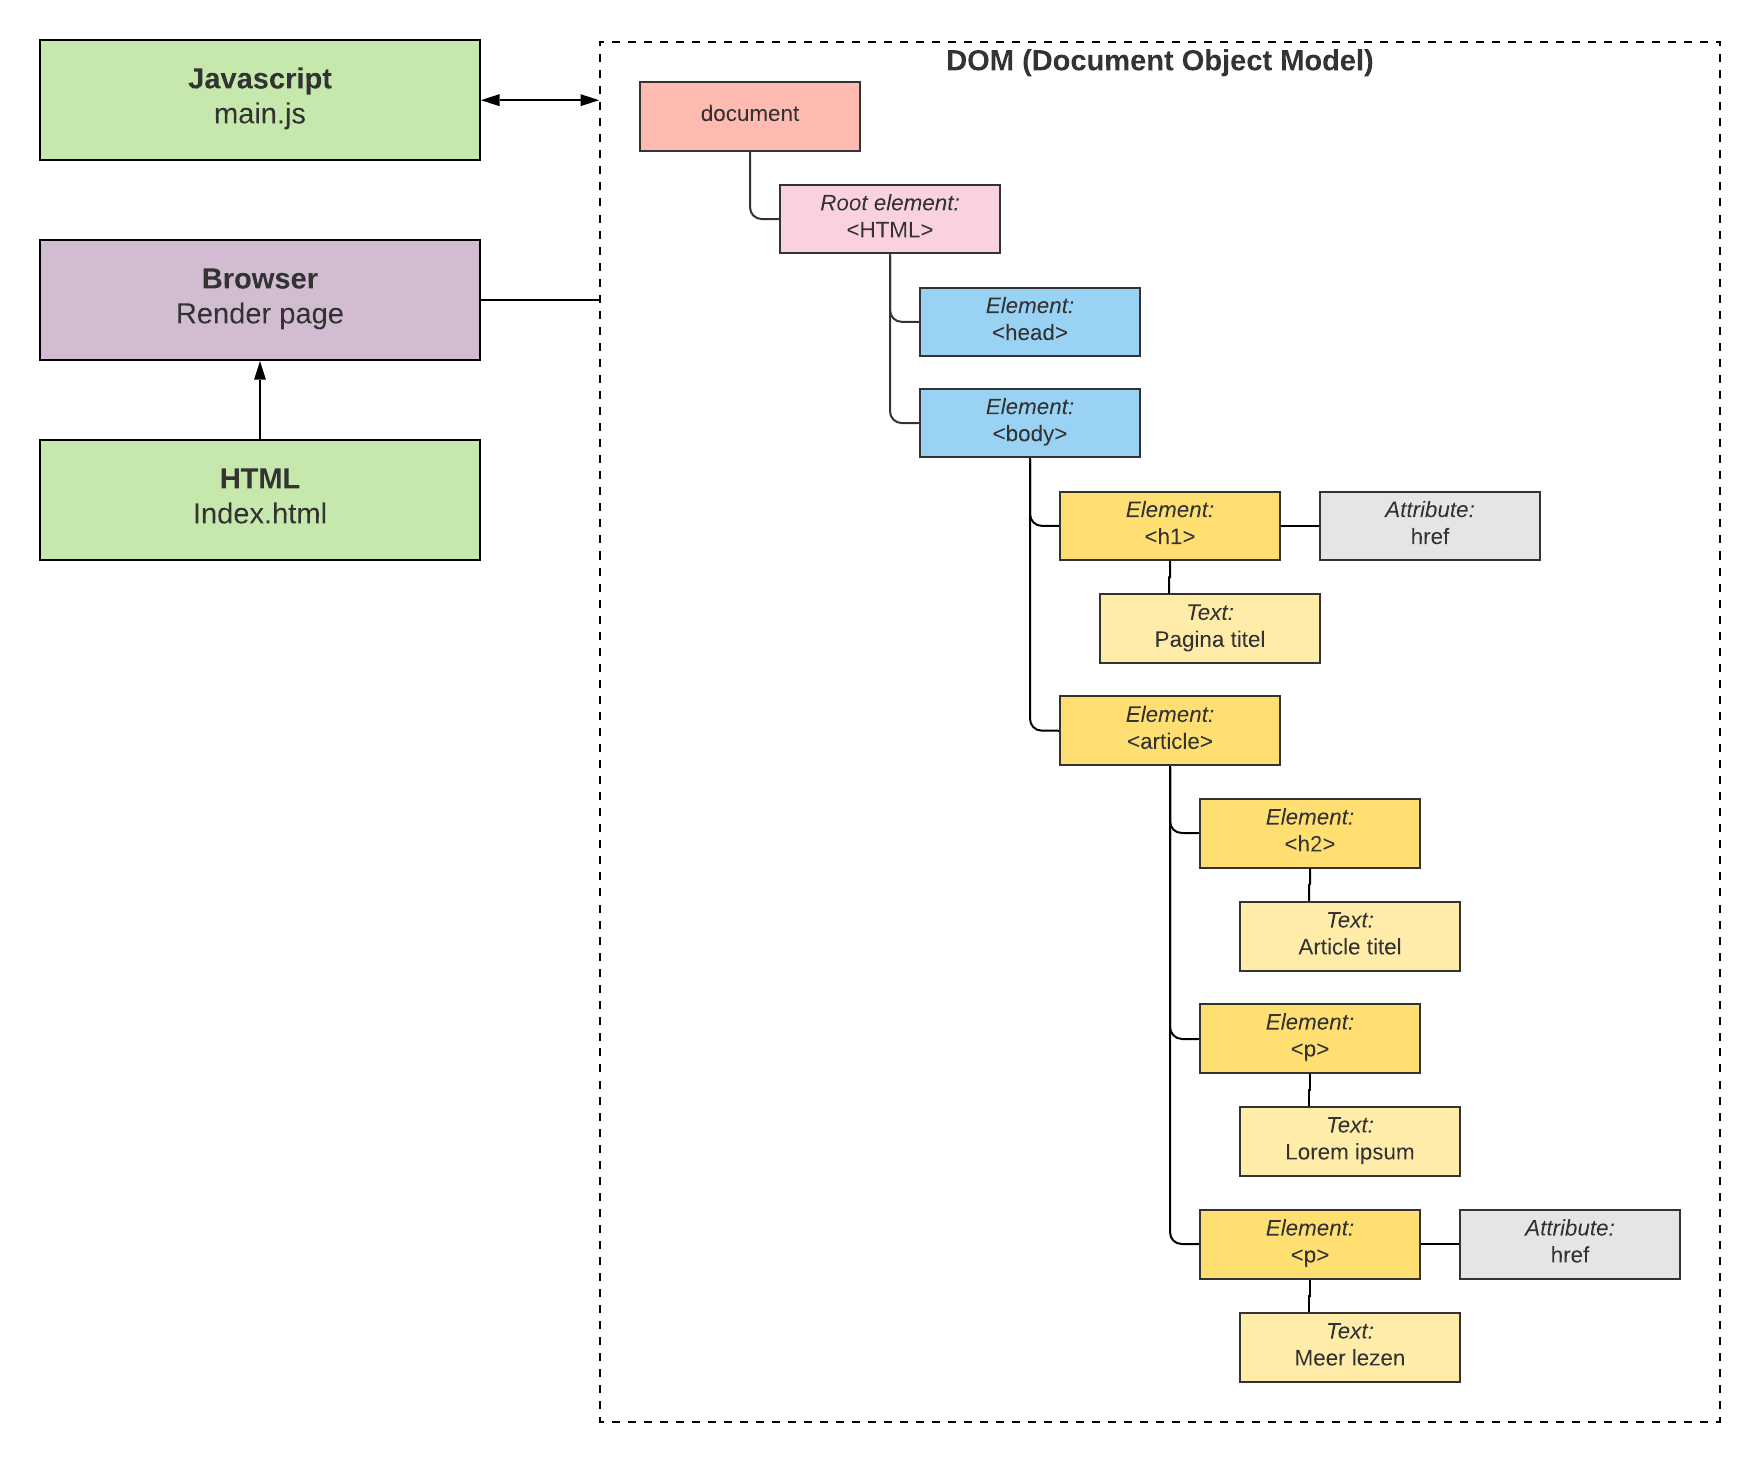 Javascript
main.js
Browser
Render page
HTML
Index.html
DOM (Document Object Model)
document
Root element:
<HTML>
Element:
<head>
Element:
<body>
Element:
<h1>
Attribute:
href
Text:
Pagina titel
Element:
<article>
Element:
<h2>
Text:
Article titel
Element:
<p>
Text:
Lorem ipsum
Element:
<p>
Attribute:
href
Text:
Meer lezen